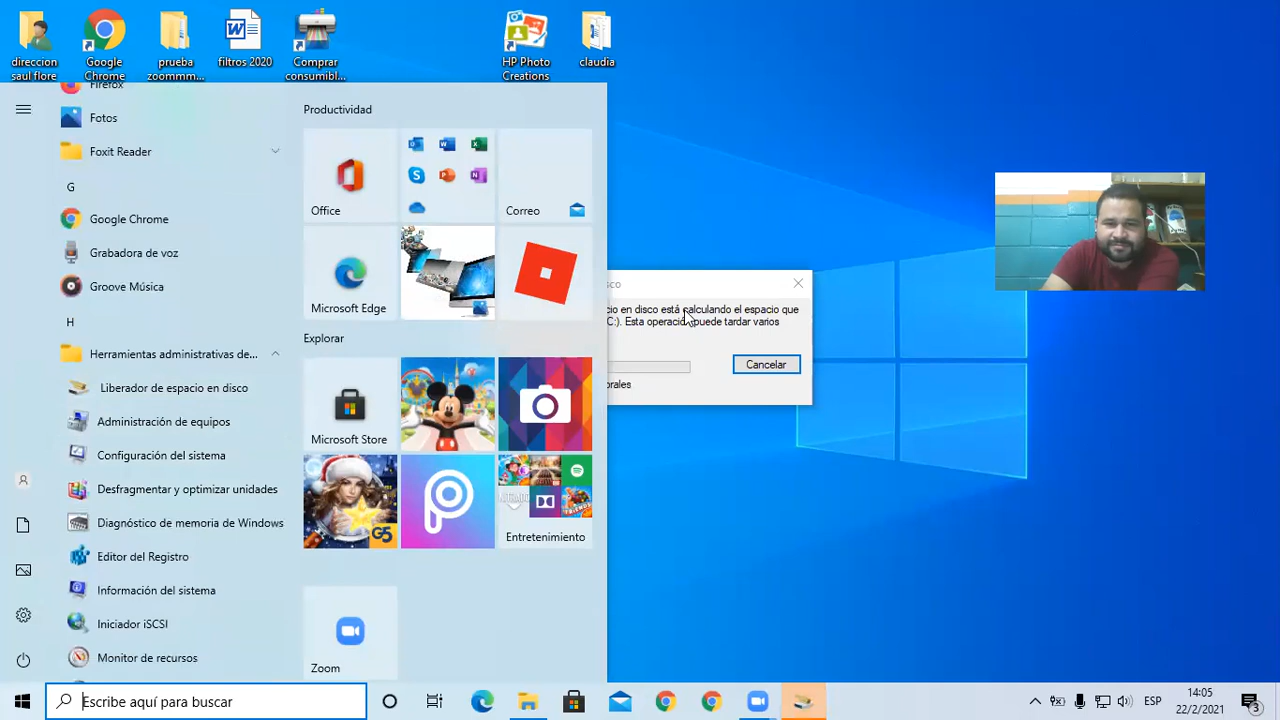 direccion
saul flore
Google
Chrome
prueba
zoommm...
filtros 2020
Comprar
consumibl...
HP Photo
Creations
claudia
Firefox
Fotos
Foxit Reader
G
Google Chrome
Grabadora de voz
Groove Música
H
Herramientas administrativas de...
Liberador de espacio en disco
Administración de equipos
Configuración del sistema
Desfragmentar y optimizar unidades
Diagnóstico de memoria de Windows
Editor del Registro
Información del sistema
Iniciador iSCSI
Monitor de recursos
Productividad
Office
Correo
Microsoft Edge
Explorar
Microsoft Store
G5
Entretenimiento
Zoom
sco
cio en disco está calculando el espacio que
C:). Esta operación puede tardar varios
Cancelar
orales
Escribe aquí para buscar
ESP
14:05
22/2/2021
3